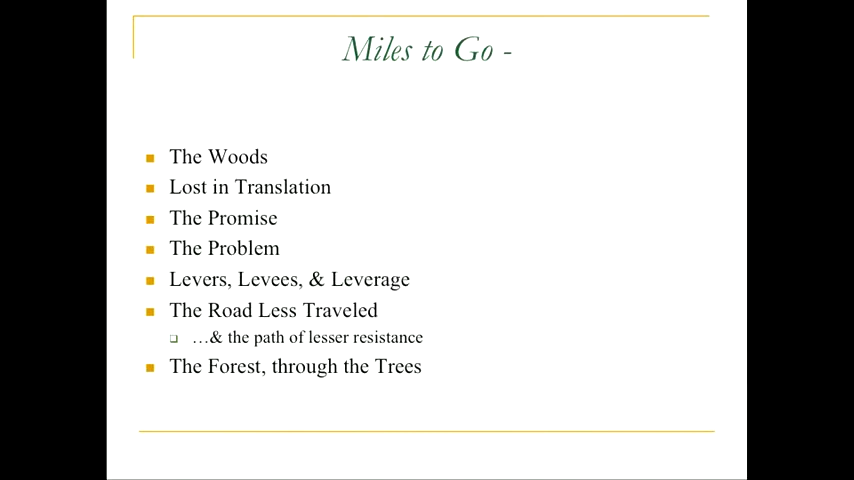 Miles to Go -
The Woods
Lost in Translation
The Promise
The Problem
Levers, Levees, & Leverage
The Road Less Traveled
…& the path of lesser resistance
The Forest, through the Trees